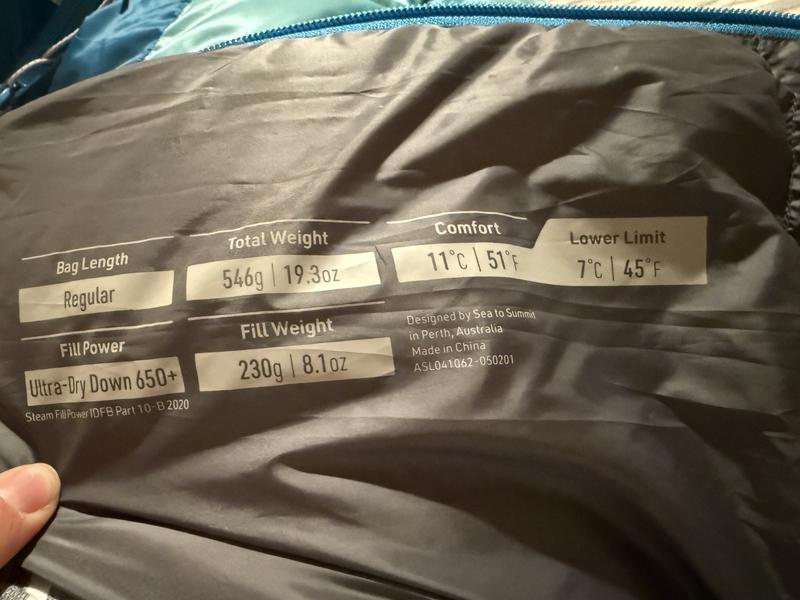 Bag Length
Regular
Total Weight
546g | 19.3oz
Comfort
11°C | 51°F
Lower Limit
7°C | 45°F
Fill Power
Ultra-Dry Down 650+
Steam Fill Power IDFB Part 10-B 2020
Fill Weight
230g | 8.1oz
Designed by Sea to Summit
in Perth, Australia
Made in China
ASL041062-050201